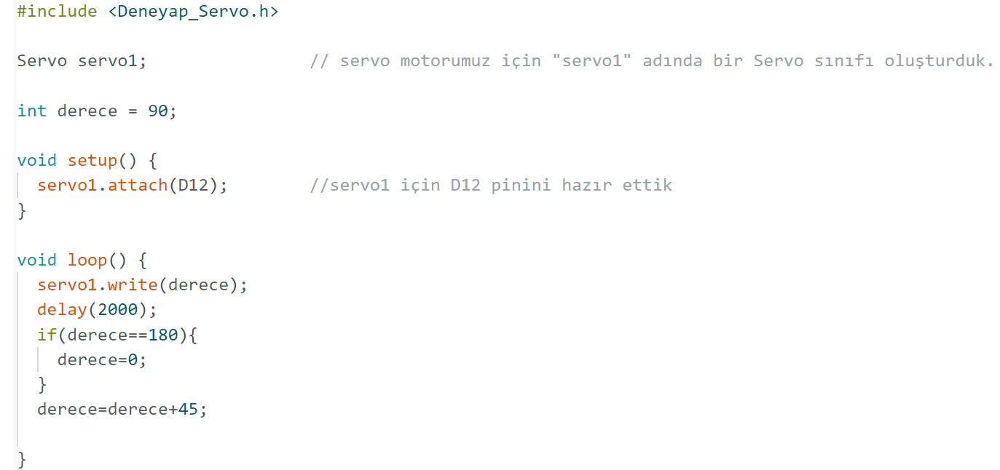 #include <Deneyap_Servo.h>
Servo servo1; // servo motorumuz için "servo1" adında bir Servo sınıfı oluşturduk.
int derece = 90;
void setup() {
servo1.attach(D12); //servo1 için D12 pinini hazır ettik
}
void loop() {
servo1.write(derece);
delay(2000);
if(derece==180){
derece=0;
}
derece=derece+45;
}